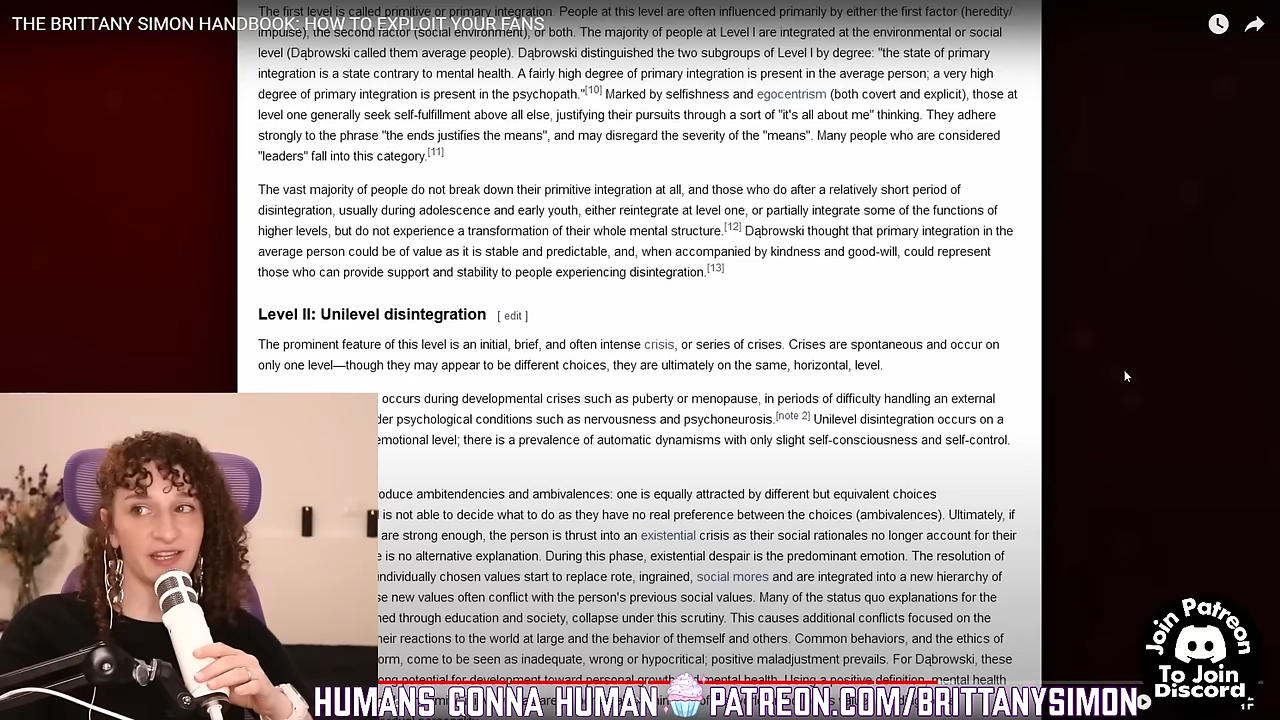 The first level is called primitive or primary integration. People at this level are often influenced primarily by either the first factor (heredity/
THE BRITTANY SIMON HANDBOOK: HOW TO EXPLOIT YOUR FANS
impulse), the second factor (social environment), or both. The majority of people at Level I are integrated at the environmental or social
level (Dąbrowski called them average people). Dąbrowski distinguished the two subgroups of Level I by degree: "the state of primary
integration is a state contrary to mental health. A fairly high degree of primary integration is present in the average person; a very high
degree of primary integration is present in the psychopath."[10] Marked by selfishness and egocentrism (both covert and explicit), those at
level one generally seek self-fulfillment above all else, justifying their pursuits through a sort of "it's all about me" thinking. They adhere
strongly to the phrase "the ends justifies the means", and may disregard the severity of the "means". Many people who are considered
"leaders" fall into this category.[11]
The vast majority of people do not break down their primitive integration at all, and those who do after a relatively short period of
disintegration, usually during adolescence and early youth, either reintegrate at level one, or partially integrate some of the functions of
higher levels, but do not experience a transformation of their whole mental structure.[12] Dąbrowski thought that primary integration in the
average person could be of value as it is stable and predictable, and, when accompanied by kindness and good-will, could represent
those who can provide support and stability to people experiencing disintegration.[13]
Level II: Unilevel disintegration [ edit ]
The prominent feature of this level is an initial, brief, and often intense crisis, or series of crises. Crises are spontaneous and occur on
only one level—though they may appear to be different choices, they are ultimately on the same, horizontal, level.
occurs during developmental crises such as puberty or menopause, in periods of difficulty handling an external
der psychological conditions such as nervousness and psychoneurosis.[note 2] Unilevel disintegration occurs on a
emotional level; there is a prevalence of automatic dynamisms with only slight self-consciousness and self-control.
oduce ambitendencies and ambivalences: one is equally attracted by different but equivalent choices
is not able to decide what to do as they have no real preference between the choices (ambivalences). Ultimately, if
are strong enough, the person is thrust into an existential crisis as their social rationales no longer account for their
e is no alternative explanation. During this phase, existential despair is the predominant emotion. The resolution of
individually chosen values start to replace rote, ingrained, social mores and are integrated into a new hierarchy of
se new values often conflict with the person's previous social values. Many of the status quo explanations for the
ned through education and society, collapse under this scrutiny. This causes additional conflicts focused on the
heir reactions to the world at large and the behavior of themself and others. Common behaviors, and the ethics of
orm, come to be seen as inadequate, wrong or hypocritical; positive maladjustment prevails. For Dąbrowski, these
ong potential for development toward personal growth and mental health. Using a positive definition, mental health
Join Patreon
To Join
Discord
HUMANS GONNA HUMAN PATREON.COM/BRITTANYSIMON